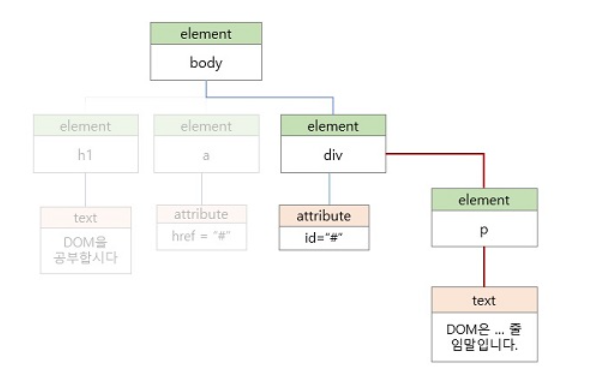 element
body
element
h1
element
a
element
div
text
DOM을
공부합시다
attribute
href = "#"
attribute
id="#"
element
p
text
DOM은 ... 줄
임말입니다.